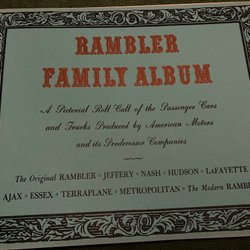 RAMBLER
FAMILY ALBUM
A Pictorial Roll Call of the Passenger Cars
and Trucks Produced by American Motors
and its Predecessor Companies
The Original RAMBLER ★ JEFFERY ★ NASH ★ HUDSON ★ LAFAYETTE
AJAX ★ ESSEX ★ TERRAPLANE ★ METROPOLITAN ★ The Modern RAMBL